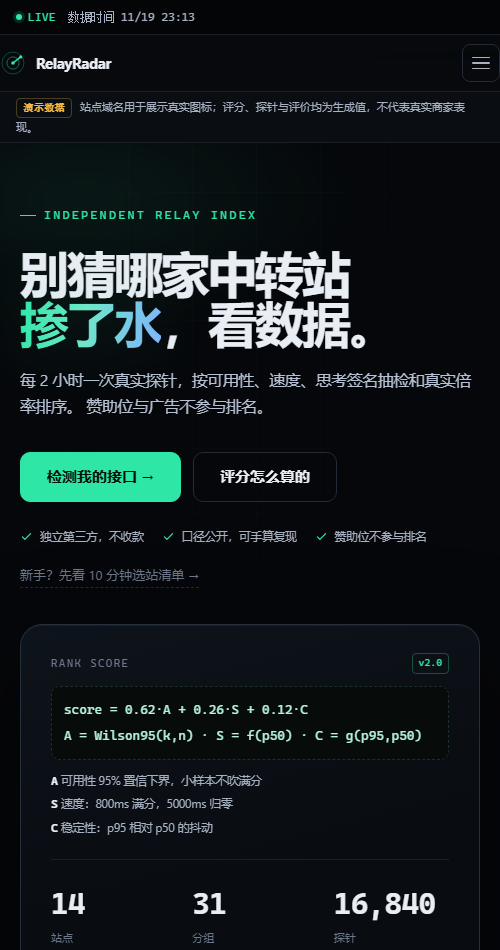 LIVE 数据时间 11/19 23:13
RelayRadar
演示数据 站点域名用于展示真实图标；评分、探针与评价均为生成值，不代表真实商家表
现。
INDEPENDENT RELAY INDEX
别猜哪家中转站
掺了水，看数据。
每 2 小时一次真实探针，按可用性、速度、思考签名抽检和真实倍
率排序。 赞助位与广告不参与排名。
检测我的接口 → 评分怎么算的
✓ 独立第三方，不收款 ✓ 口径公开，可手算复现 ✓ 赞助位不参与排名
新手？先看 10 分钟选站清单 →
RANK SCORE v2.0
score = 0.62·A + 0.26·S + 0.12·C
A = Wilson95(k,n) · S = f(p50) · C = g(p95,p50)
A 可用性 95% 置信下界，小样本不吹满分
S 速度：800ms 满分，5000ms 归零
C 稳定性：p95 相对 p50 的抖动
14 31 16,840
站点 分组 探针